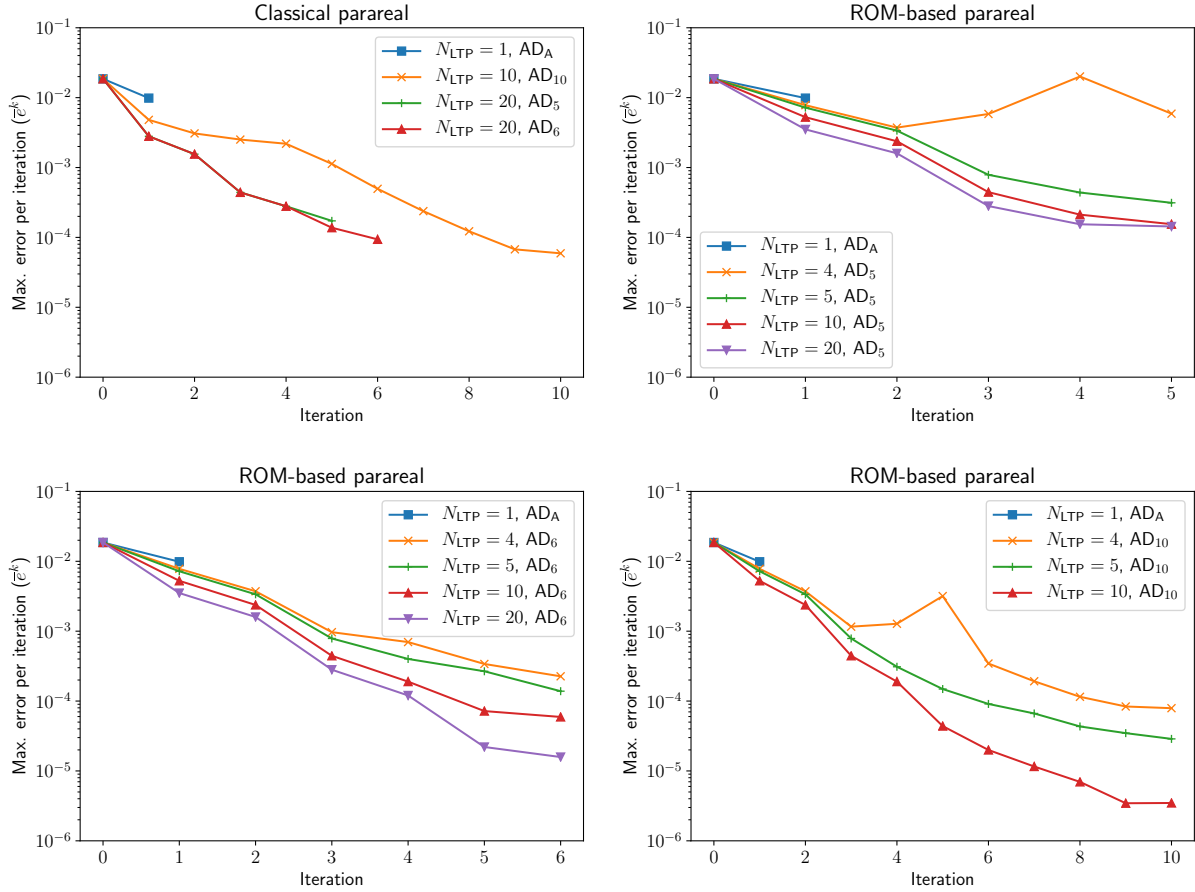 Classical parareal
Max. error per iteration (ēᵏ)
10⁻¹
10⁻²
10⁻³
10⁻⁴
10⁻⁵
10⁻⁶
N_LTP = 1, AD_A
N_LTP = 10, AD_10
N_LTP = 20, AD_5
N_LTP = 20, AD_6
0 2 4 6 8 10
Iteration
ROM-based parareal
Max. error per iteration (ēᵏ)
10⁻¹
10⁻²
10⁻³
10⁻⁴
10⁻⁵
10⁻⁶
N_LTP = 1, AD_A
N_LTP = 4, AD_5
N_LTP = 5, AD_5
N_LTP = 10, AD_5
N_LTP = 20, AD_5
0 1 2 3 4 5
Iteration
ROM-based parareal
Max. error per iteration (ēᵏ)
10⁻¹
10⁻²
10⁻³
10⁻⁴
10⁻⁵
10⁻⁶
N_LTP = 1, AD_A
N_LTP = 4, AD_6
N_LTP = 5, AD_6
N_LTP = 10, AD_6
N_LTP = 20, AD_6
0 1 2 3 4 5 6
Iteration
ROM-based parareal
Max. error per iteration (ēᵏ)
10⁻¹
10⁻²
10⁻³
10⁻⁴
10⁻⁵
10⁻⁶
N_LTP = 1, AD_A
N_LTP = 4, AD_10
N_LTP = 5, AD_10
N_LTP = 10, AD_10
0 2 4 6 8 10
Iteration